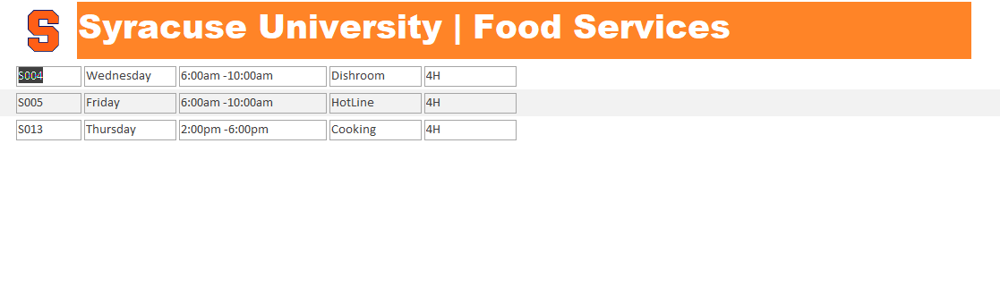 S Syracuse University | Food Services
S004 Wednesday 6:00am -10:00am Dishroom 4H
S005 Friday 6:00am -10:00am HotLine 4H
S013 Thursday 2:00pm -6:00pm Cooking 4H